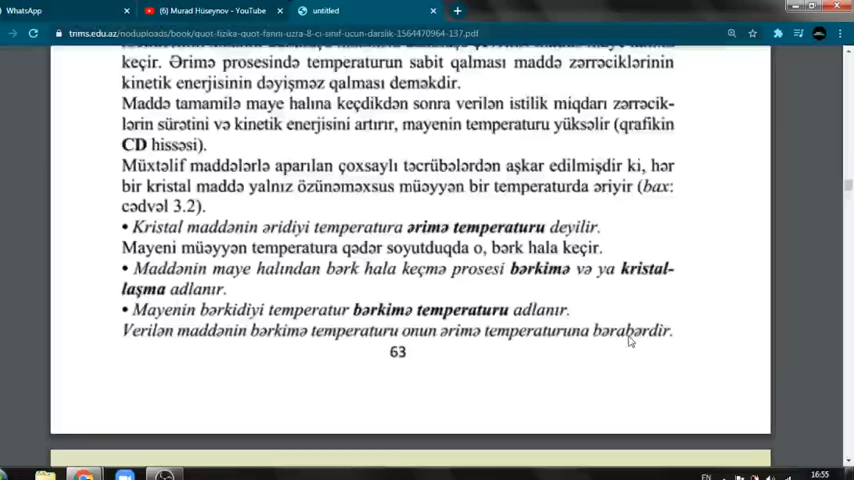 WhatsApp
(6) Murad Hüseynov - YouTube
untitled
trims.edu.az/noduploads/book/quot-fizika-quot-fanni-uzra-8-ci-sinif-ucun-darslik-1564470964-137.pdf
keçir. Ərimə prosesində temperaturun sabit qalması maddə zərrəciklərinin
kinetik enerjisinin dəyişməz qalması deməkdir.
Maddə tamamilə maye halına keçdikdən sonra verilən istilik miqdarı zərrəcik-
lərin sürətini və kinetik enerjisini artırır, mayenin temperaturu yüksəlir (qrafikin
CD hissəsi).
Müxtəlif maddələrlə aparılan çoxsaylı təcrübələrdən aşkar edilmişdir ki, hər
bir kristal maddə yalnız özünəməxsus müəyyən bir temperaturda əriyir (bax:
cədvəl 3.2).
• Kristal maddənin əridiyi temperatura ərimə temperaturu deyilir.
Mayeni müəyyən temperatura qədər soyutduqda o, bərk hala keçir.
• Maddənin maye halından bərk hala keçmə prosesi bərkimə və ya kristal-
laşma adlanır.
• Mayenin bərkidiyi temperatur bərkimə temperaturu adlanır.
Verilən maddənin bərkimə temperaturu onun ərimə temperaturuna bərabərdir.
63
EN
16:55